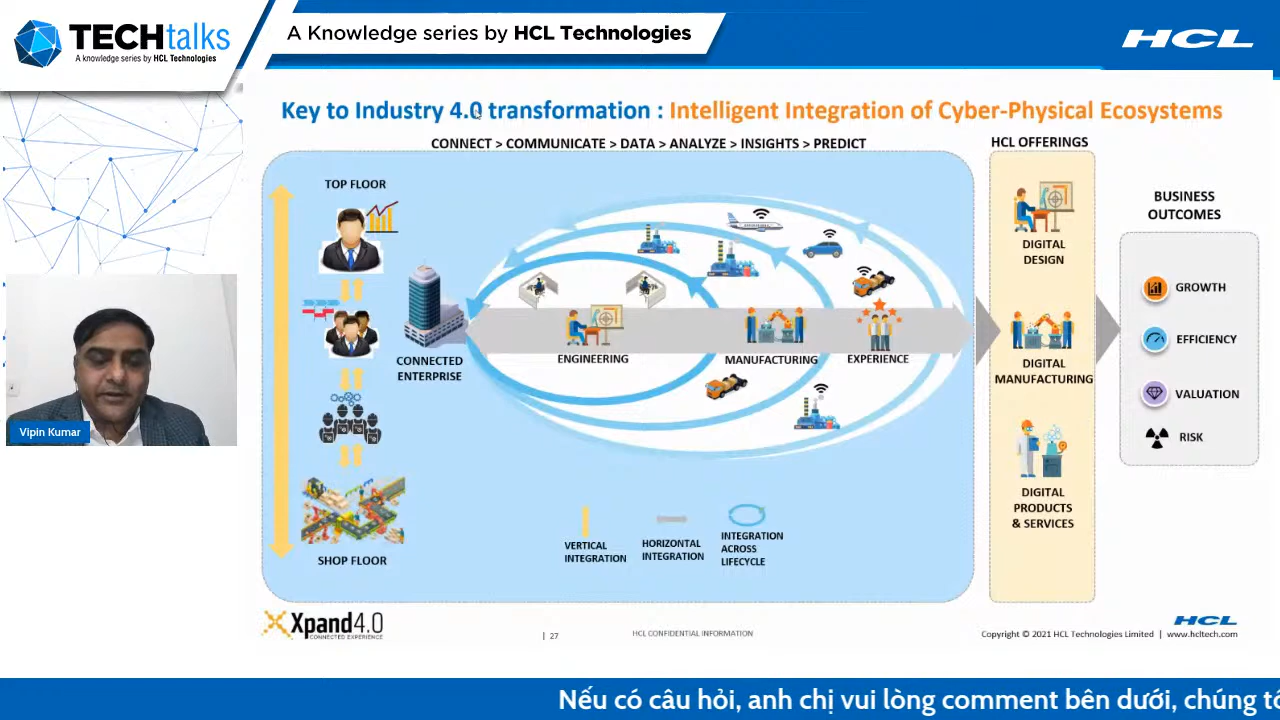 TECHtalks
A knowledge series by HCL Technologies
A Knowledge series by HCL Technologies
HCL
Key to Industry 4.0 transformation : Intelligent Integration of Cyber-Physical Ecosystems
CONNECT > COMMUNICATE > DATA > ANALYZE > INSIGHTS > PREDICT
TOP FLOOR
SHOP FLOOR
CONNECTED
ENTERPRISE
ENGINEERING
MANUFACTURING
EXPERIENCE
VERTICAL
INTEGRATION
HORIZONTAL
INTEGRATION
INTEGRATION
ACROSS
LIFECYCLE
HCL OFFERINGS
DIGITAL
DESIGN
DIGITAL
MANUFACTURING
DIGITAL
PRODUCTS
& SERVICES
BUSINESS
OUTCOMES
GROWTH
EFFICIENCY
VALUATION
RISK
Vipin Kumar
Xpand4.0
CONNECTED EXPERIENCE
| 27
HCL CONFIDENTIAL INFORMATION
HCL
Copyright © 2021 HCL Technologies Limited | www.hcltech.com
Nếu có câu hỏi, anh chị vui lòng comment bên dưới, chúng tô